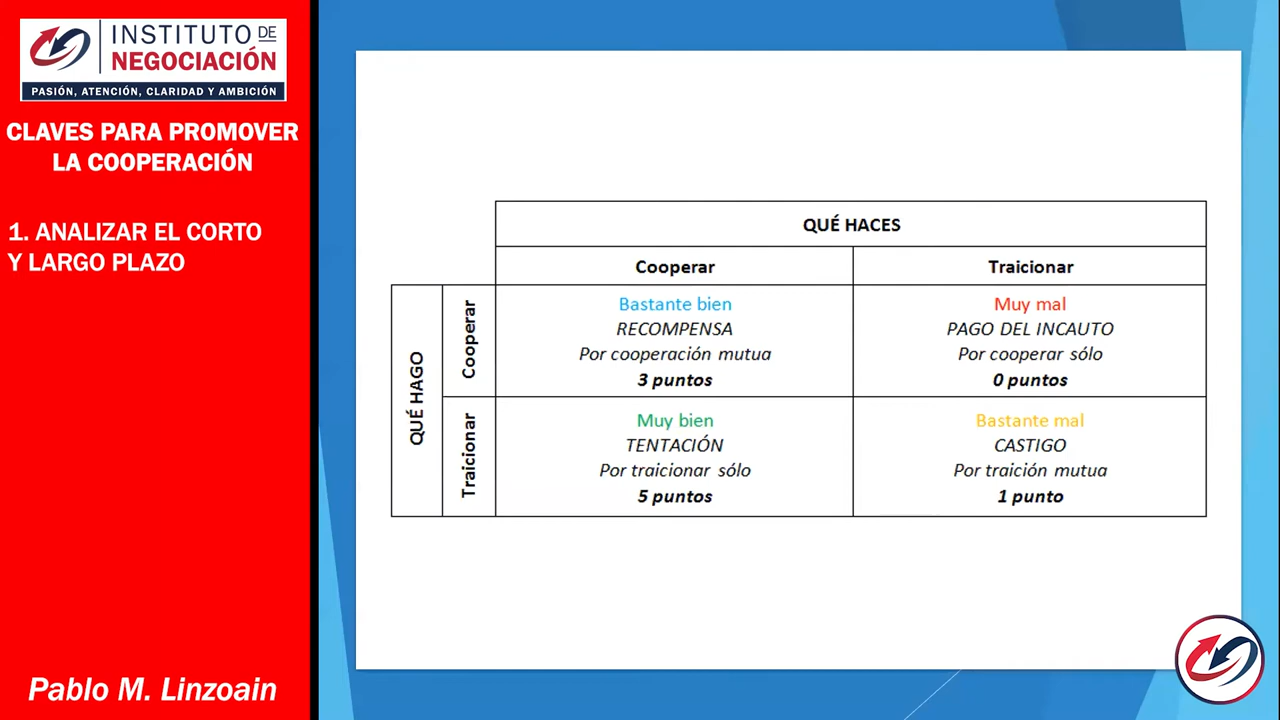 INSTITUTO DE
NEGOCIACIÓN
PASIÓN, ATENCIÓN, CLARIDAD Y AMBICIÓN
CLAVES PARA PROMOVER
LA COOPERACIÓN
1. ANALIZAR EL CORTO
Y LARGO PLAZO
Pablo M. Linzoain
QUÉ HACES
Cooperar
Traicionar
QUÉ HAGO
Cooperar
Bastante bien
RECOMPENSA
Por cooperación mutua
3 puntos
Muy mal
PAGO DEL INCAUTO
Por cooperar sólo
0 puntos
Traicionar
Muy bien
TENTACIÓN
Por traicionar sólo
5 puntos
Bastante mal
CASTIGO
Por traición mutua
1 punto